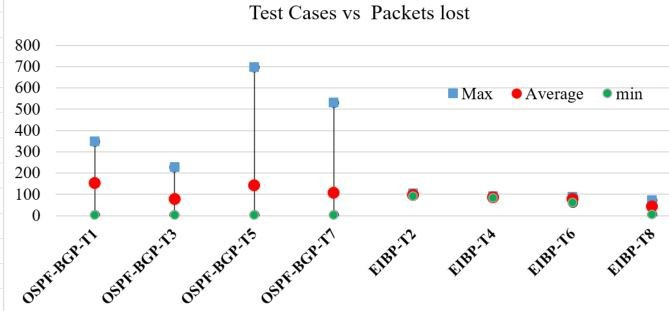 Test Cases vs Packets lost
800
700
600
500
400
300
200
100
0
Max Average min
OSPF-BGP-T1
OSPF-BGP-T3
OSPF-BGP-T5
OSPF-BGP-T7
EIBP-T2
EIBP-T4
EIBP-T6
EIBP-T8